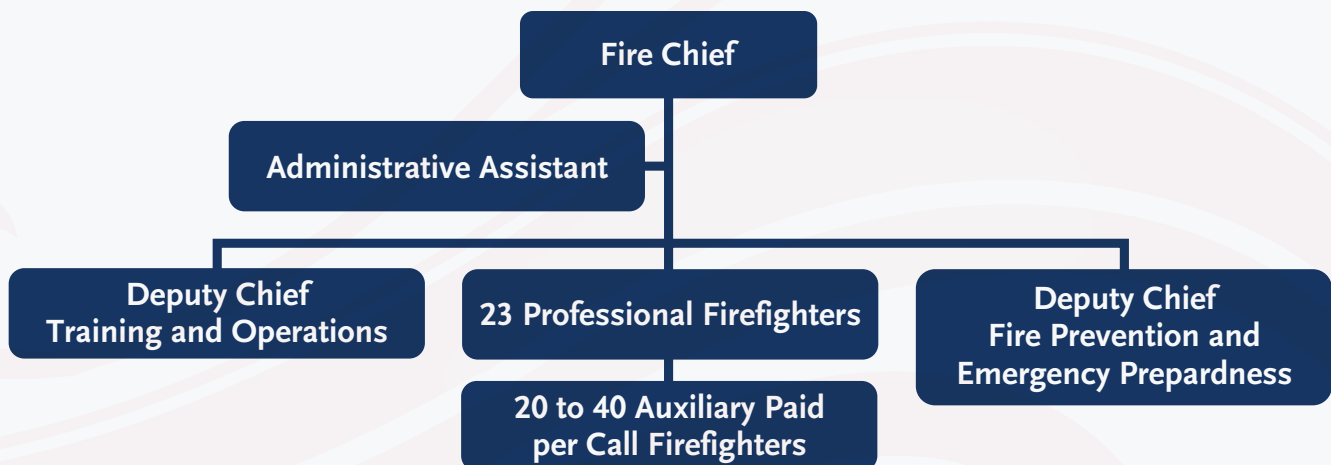 Fire Chief
Administrative Assistant
Deputy Chief
Training and Operations
23 Professional Firefighters
Deputy Chief
Fire Prevention and
Emergency Prepardness
20 to 40 Auxiliary Paid
per Call Firefighters